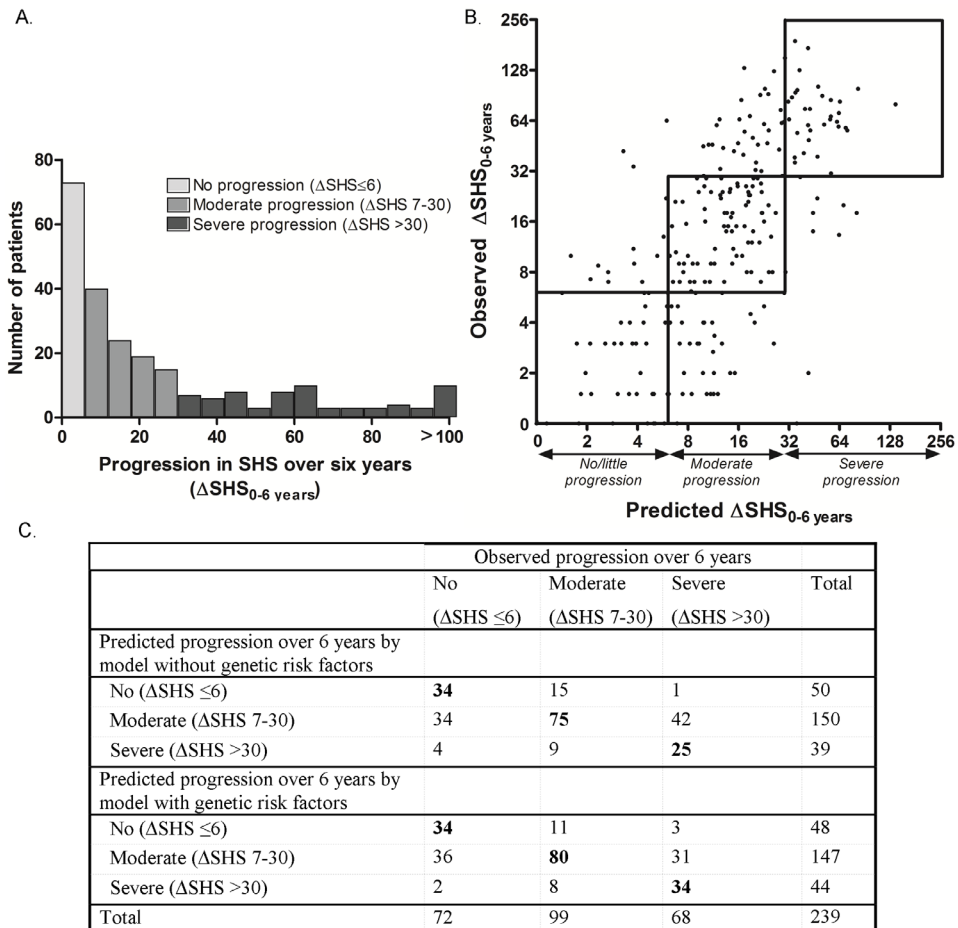 A.
80
60
40
20
0
Number of patients
No progression (ΔSHS≤6)
Moderate progression (ΔSHS 7-30)
Severe progression (ΔSHS >30)
0 20 40 60 80 >100
Progression in SHS over six years
(ΔSHS0-6 years)
B.
256
128
64
32
16
8
4
2
0
Observed ΔSHS0-6 years
0 2 4 8 16 32 64 128 256
No/little progression
Moderate progression
Severe progression
Predicted ΔSHS0-6 years
C.
Observed progression over 6 years
No Moderate Severe Total
(ΔSHS ≤6) (ΔSHS 7-30) (ΔSHS >30)
Predicted progression over 6 years by
model without genetic risk factors
No (ΔSHS ≤6) 34 15 1 50
Moderate (ΔSHS 7-30) 34 75 42 150
Severe (ΔSHS >30) 4 9 25 39
Predicted progression over 6 years by
model with genetic risk factors
No (ΔSHS ≤6) 34 11 3 48
Moderate (ΔSHS 7-30) 36 80 31 147
Severe (ΔSHS >30) 2 8 34 44
Total 72 99 68 239